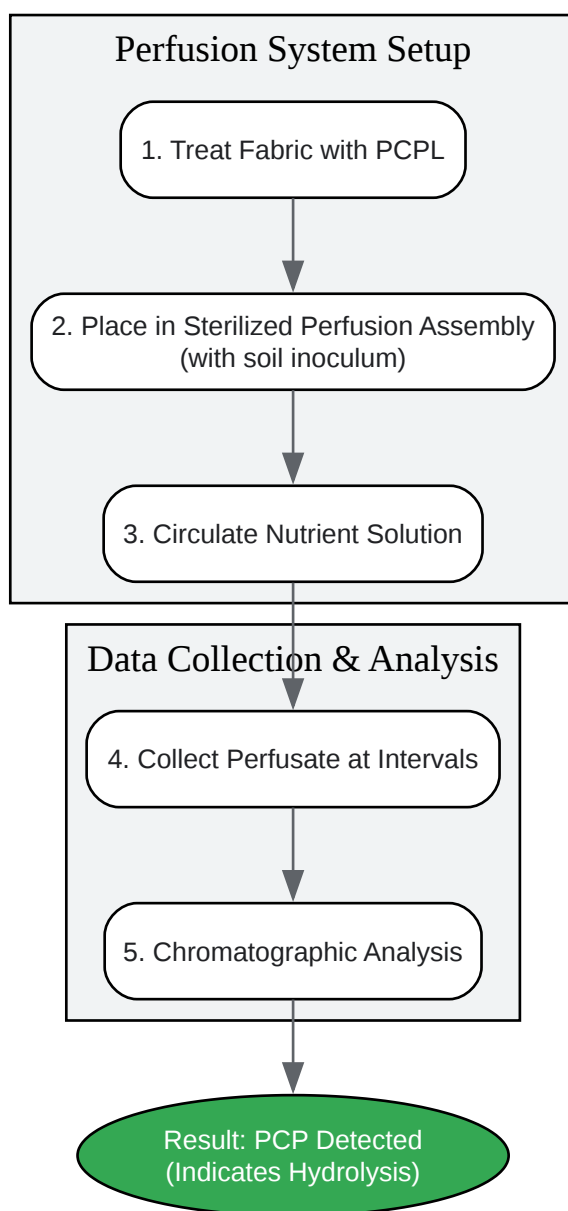 Perfusion System Setup
1. Treat Fabric with PCPL
2. Place in Sterilized Perfusion Assembly
(with soil inoculum)
3. Circulate Nutrient Solution
Data Collection & Analysis
4. Collect Perfusate at Intervals
5. Chromatographic Analysis
Result: PCP Detected
(Indicates Hydrolysis)